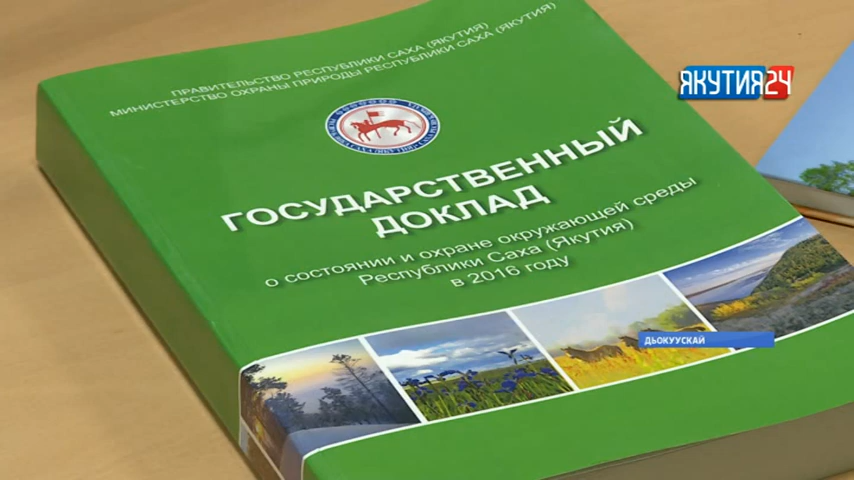 ПРАВИТЕЛЬСТВО РЕСПУБЛИКИ САХА (ЯКУТИЯ)
МИНИСТЕРСТВО ОХРАНЫ ПРИРОДЫ РЕСПУБЛИКИ САХА (ЯКУТИЯ)
ЯКУТИЯ24
ГОСУДАРСТВЕННЫЙ
ДОКЛАД
о состоянии и охране окружающей среды
Республики Саха (Якутия)
в 2016 году
ДЬОКУУСКАЙ